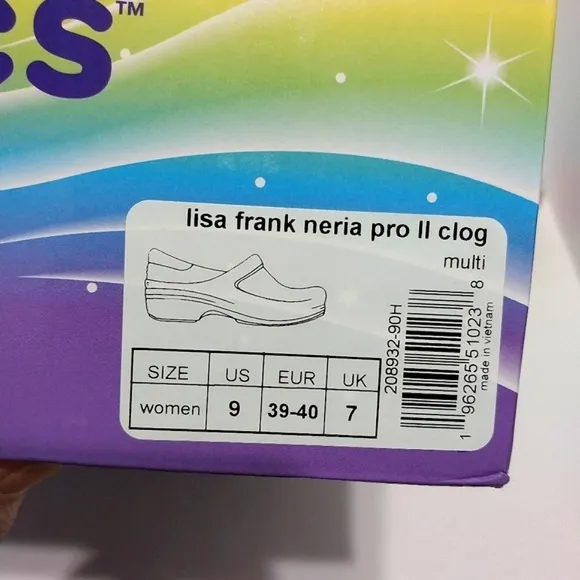 cs™
lisa frank neria pro II clog
multi
SIZE US EUR UK
women 9 39-40 7
208932-90H
1 96265 51023 8
made in vietnam